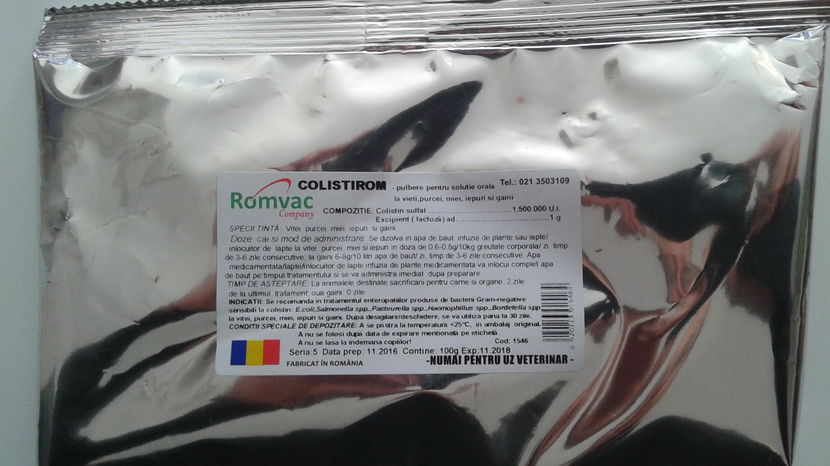 Romvac
Company
COLISTIROM - pulbere pentru solutie orala Tel.: 021 3503109
la vitei, purcei, miei, iepuri si gaini
COMPOZITIE: Colistin sulfat ................ 1.500.000 U.I.
Excipient ( lactoza) ad ................ 1 g
SPECII TINTA: Vitei, purcei, miei, iepuri si gaini.
Doze, cai si mod de administrare: Se dizolva in apa de baut, infuzie de plante sau lapte/
inlocuitor de lapte la vitei, purcei, miei si iepuri in doza de 0,6-0,8g/10kg greutate corporala/ zi, timp
de 3-6 zile consecutive, la gaini 6-8g/10 litri apa de baut/ zi, timp de 3-6 zile consecutive. Apa
medicamentata/lapte/inlocuitor de lapte infuzia de plante medicamentata va inlocui complet apa
de baut pe timpul tratamentului si se va administra imediat dupa preparare.
TIMP DE ASTEPTARE: La animalele destinate sacrificarii pentru carne si organe: 2 zile
de la ultimul tratament, oua gaini: 0 zile
INDICATII: Se recomanda in tratamentul enteropatiilor produse de bacterii Gram-negative
sensibili la colistin: E.coli,Salmonella spp.,Pasteurella spp.,Haemophillus spp.,Bordetella spp
la vitei, purcei, miei, iepuri si gaini. Dupa desigilare/deschidere, se va utiliza pana la 30 zile.
CONDITII SPECIALE DE DEPOZITARE: A se pastra la temperatura <25°C, in ambalaj original.
A nu se folosi după data de expirare mentionată pe etichetă.
A nu se lasa la indemana copiilor! Cod: 1546
Seria:5 Data prep: 11.2016 Contine: 100g Exp:11.2018
FABRICAT ÎN ROMÂNIA -NUMAI PENTRU UZ VETERINAR -